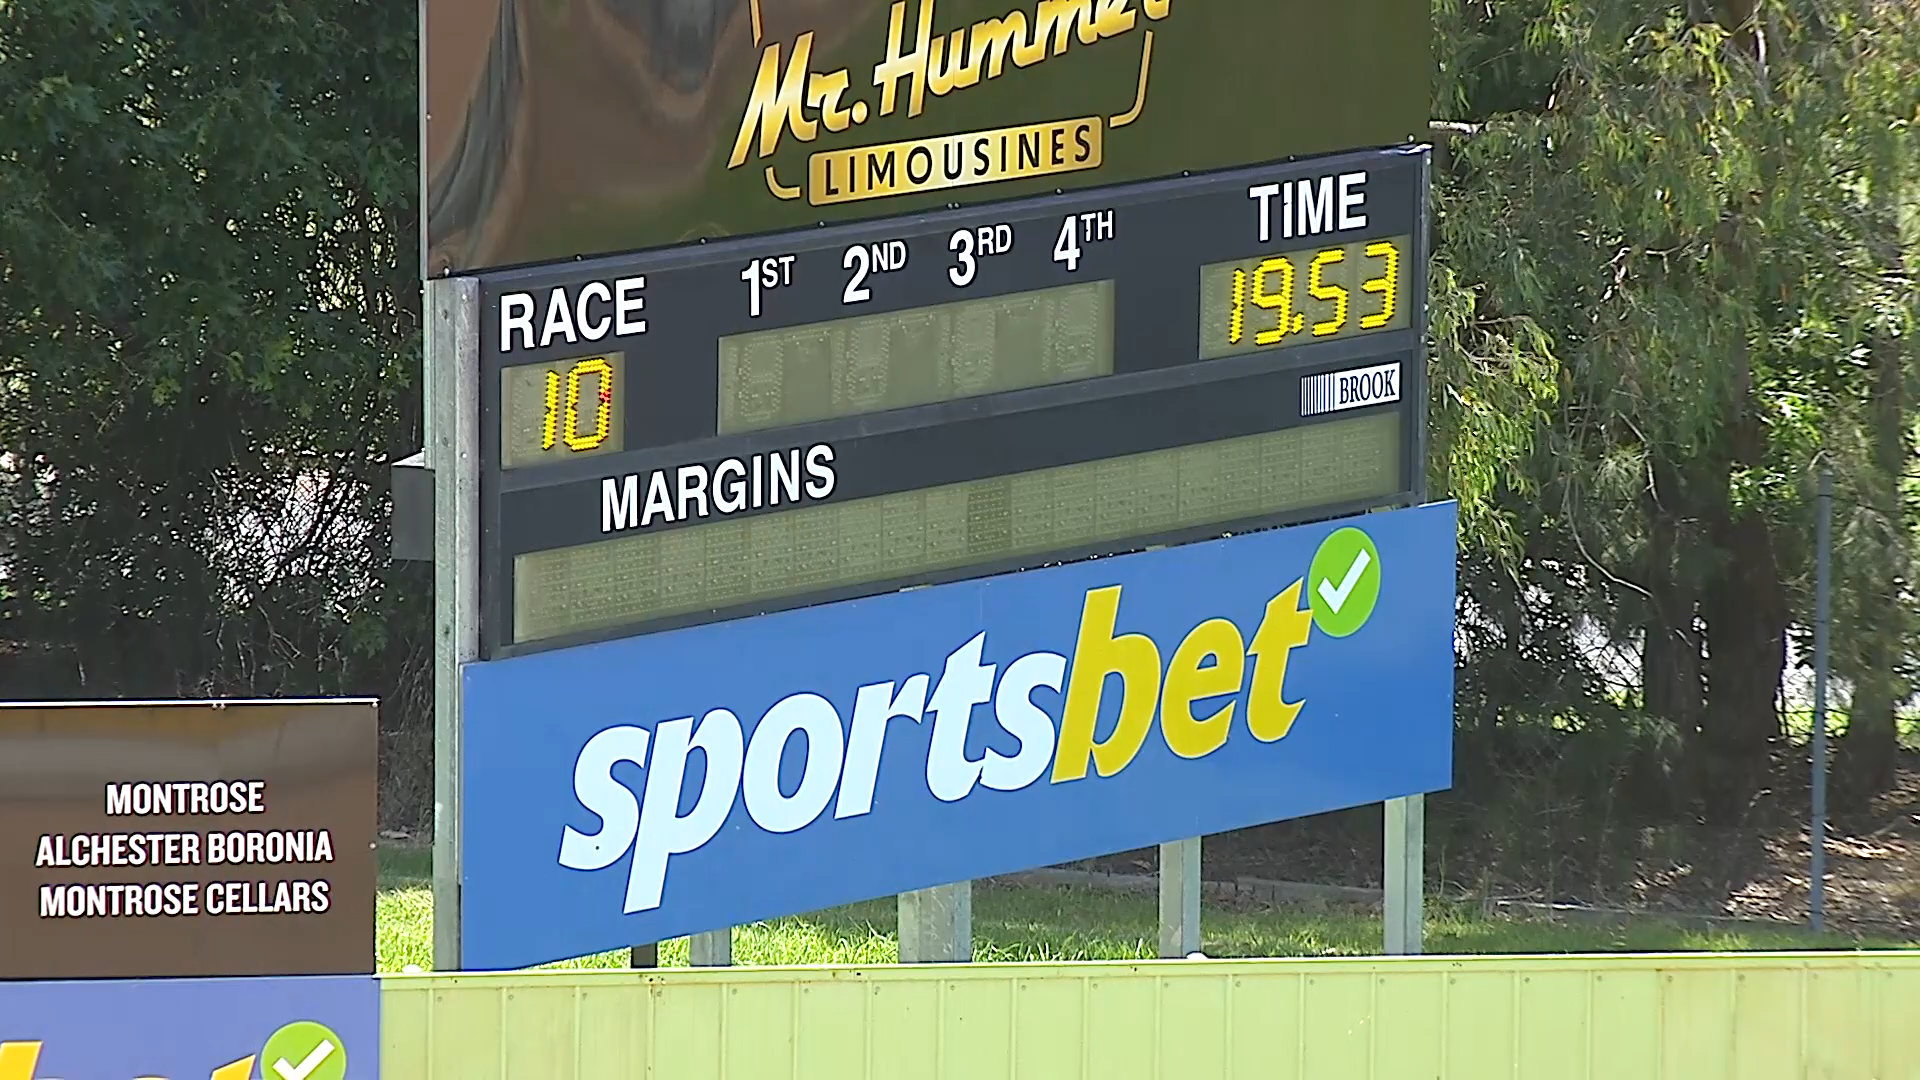 Mr. Hummer
LIMOUSINES
RACE 1ST 2ND 3RD 4TH TIME
10 19.53
BROOK
MARGINS
sportsbet
MONTROSE
ALCHESTER BORONIA
MONTROSE CELLARS